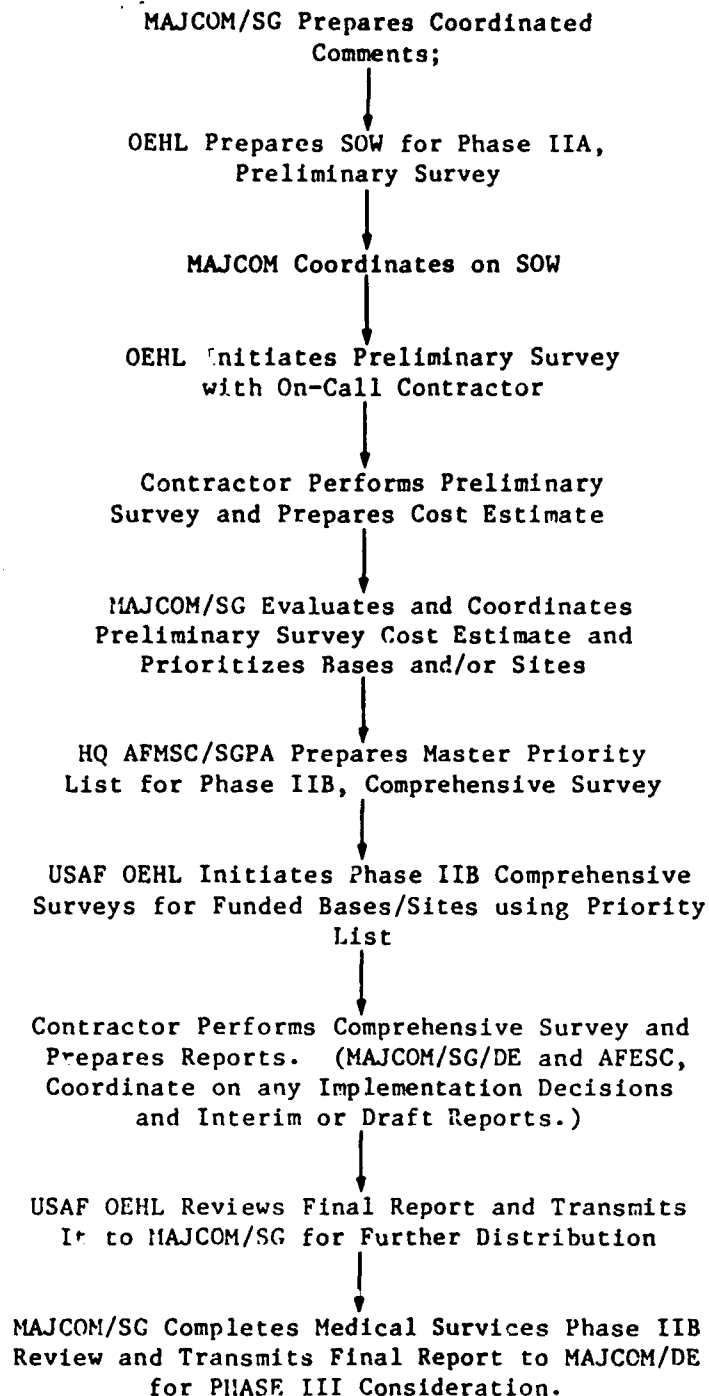 MAJCOM/SG Prepares Coordinated
Comments;
OEHL Prepares SOW for Phase IIA,
Preliminary Survey
MAJCOM Coordinates on SOW
OEHL Initiates Preliminary Survey
with On-Call Contractor
Contractor Performs Preliminary
Survey and Prepares Cost Estimate
MAJCOM/SG Evaluates and Coordinates
Preliminary Survey Cost Estimate and
Prioritizes Bases and/or Sites
HQ AFMSC/SGPA Prepares Master Priority
List for Phase IIB, Comprehensive Survey
USAF OEHL Initiates Phase IIB Comprehensive
Surveys for Funded Bases/Sites using Priority
List
Contractor Performs Comprehensive Survey and
Prepares Reports. (MAJCOM/SG/DE and AFESC,
Coordinate on any Implementation Decisions
and Interim or Draft Reports.)
USAF OEHL Reviews Final Report and Transmits
It to MAJCOM/SG for Further Distribution
MAJCOM/SG Completes Medical Survices Phase IIB
Review and Transmits Final Report to MAJCOM/DE
for PHASE III Consideration.